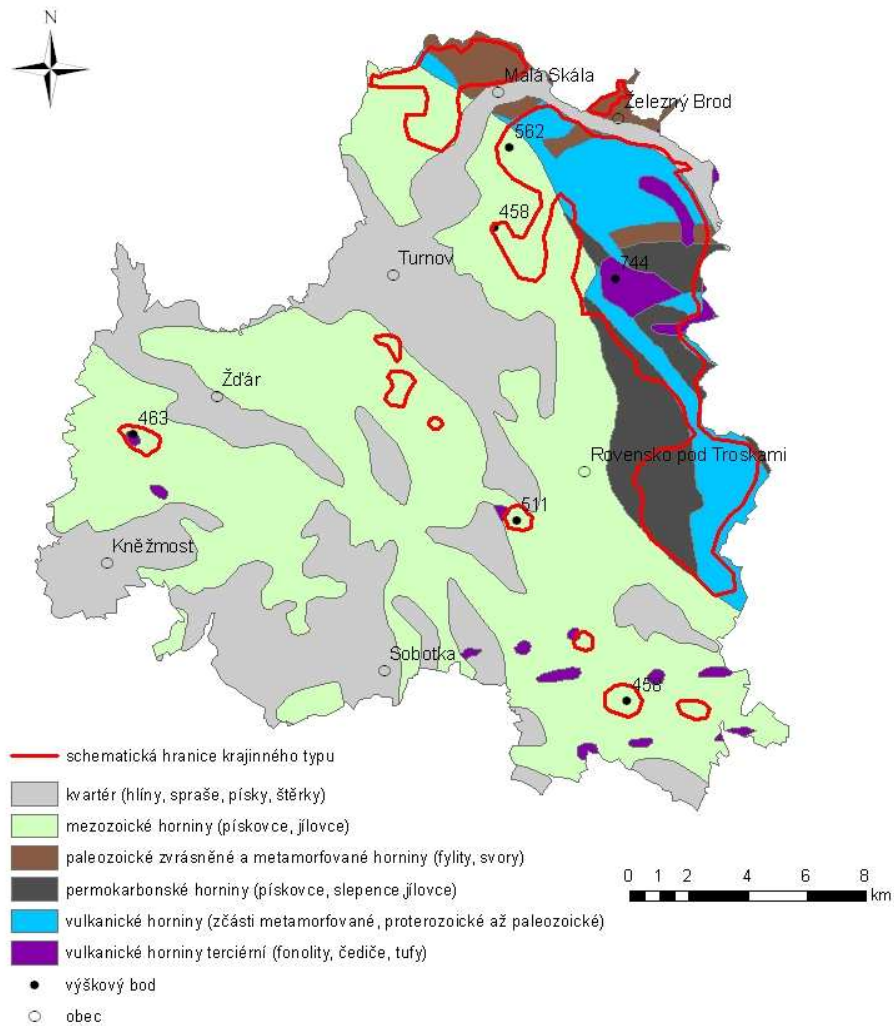 N
Malá Skála
Železný Brod
562
458
Turnov
744
Žďár
463
Rovensko pod Troskami
511
Kněžmost
Sobotka
458
schematická hranice krajinného typu
kvartér (hlíny, spraše, písky, štěrky)
mezozoické horniny (pískovce, jílovce)
paleozoické zvrásněné a metamorfované horniny (fylity, svory)
permokarbonské horniny (pískovce, slepence,jílovce)
0 1 2 4 6 8
km
vulkanické horniny (zčásti metamorfované, proterozoické až paleozoické)
vulkanické horniny terciérní (fonolity, čediče, tufy)
výškový bod
obec